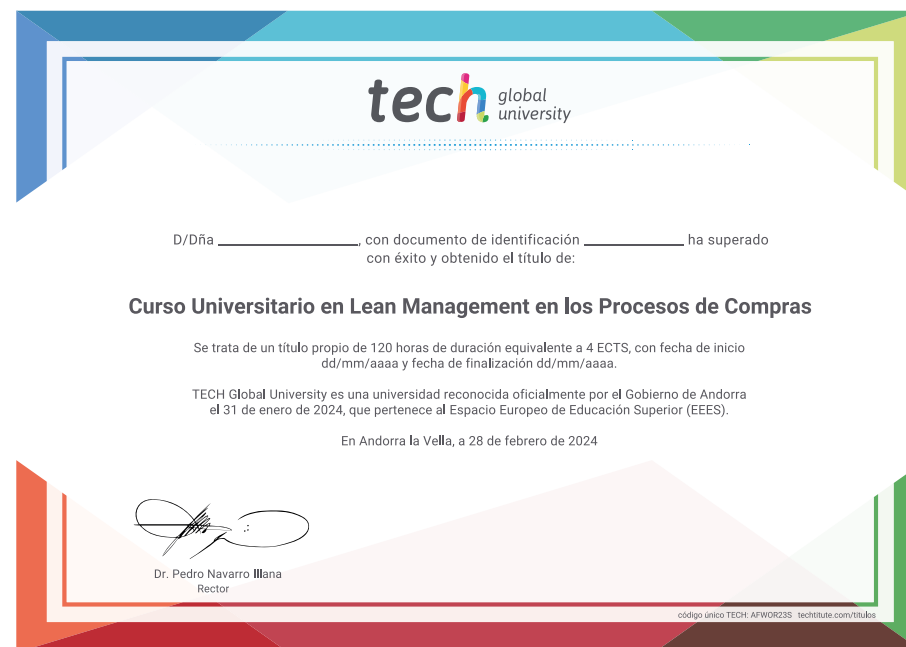 tech global university
D/Dña ____________, con documento de identificación ____________ ha superado
con éxito y obtenido el título de:
Curso Universitario en Lean Management en los Procesos de Compras
Se trata de un título propio de 120 horas de duración equivalente a 4 ECTS, con fecha de inicio
dd/mm/aaaa y fecha de finalización dd/mm/aaaa.
TECH Global University es una universidad reconocida oficialmente por el Gobierno de Andorra
el 31 de enero de 2024, que pertenece al Espacio Europeo de Educación Superior (EEES).
En Andorra la Vella, a 28 de febrero de 2024
Dr. Pedro Navarro Illana
Rector
código único TECH: AFWOR23S techtitute.com/titulos